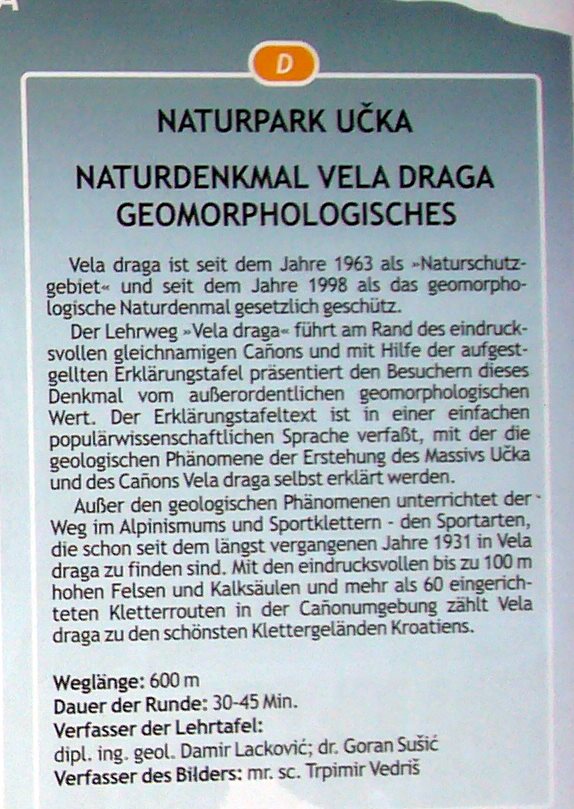 A
D
NATURPARK UČKA
NATURDENKMAL VELA DRAGA
GEOMORPHOLOGISCHES
Vela draga ist seit dem Jahre 1963 als »Naturschutz-
gebiet« und seit dem Jahre 1998 als das geomorpho-
logische Naturdenmal gesetzlich geschütz.
Der Lehrweg »Vela draga« führt am Rand des eindruck-
svollen gleichnamigen Cañons und mit Hilfe der aufgest-
gellten Erklärungstafel präsentiert den Besuchern dieses
Denkmal vom außerordentlichen geomorphologischen
Wert. Der Erklärungstafeltext ist in einer einfachen
populärwissenschaftlichen Sprache verfaßt, mit der die
geologischen Phänomene der Erstehung des Massivs Učka
und des Cañons Vela draga selbst erklärt werden.
Außer den geologischen Phänomenen unterrichtet der
Weg im Alpinismums und Sportklettern - den Sportarten,
die schon seit dem längst vergangenen Jahre 1931 in Vela
draga zu finden sind. Mit den eindrucksvollen bis zu 100 m
hohen Felsen und Kalksäulen und mehr als 60 eingerich-
teten Kletterrouten in der Cañonumgebung zählt Vela
draga zu den schönsten Klettergeländen Kroatiens.
Weglänge: 600 m
Dauer der Runde: 30-45 Min.
Verfasser der Lehrtafel:
dipl. ing. geol. Damir Lacković; dr. Goran Sušić
Verfasser des Bilders: mr. sc. Trpimir Vedriš